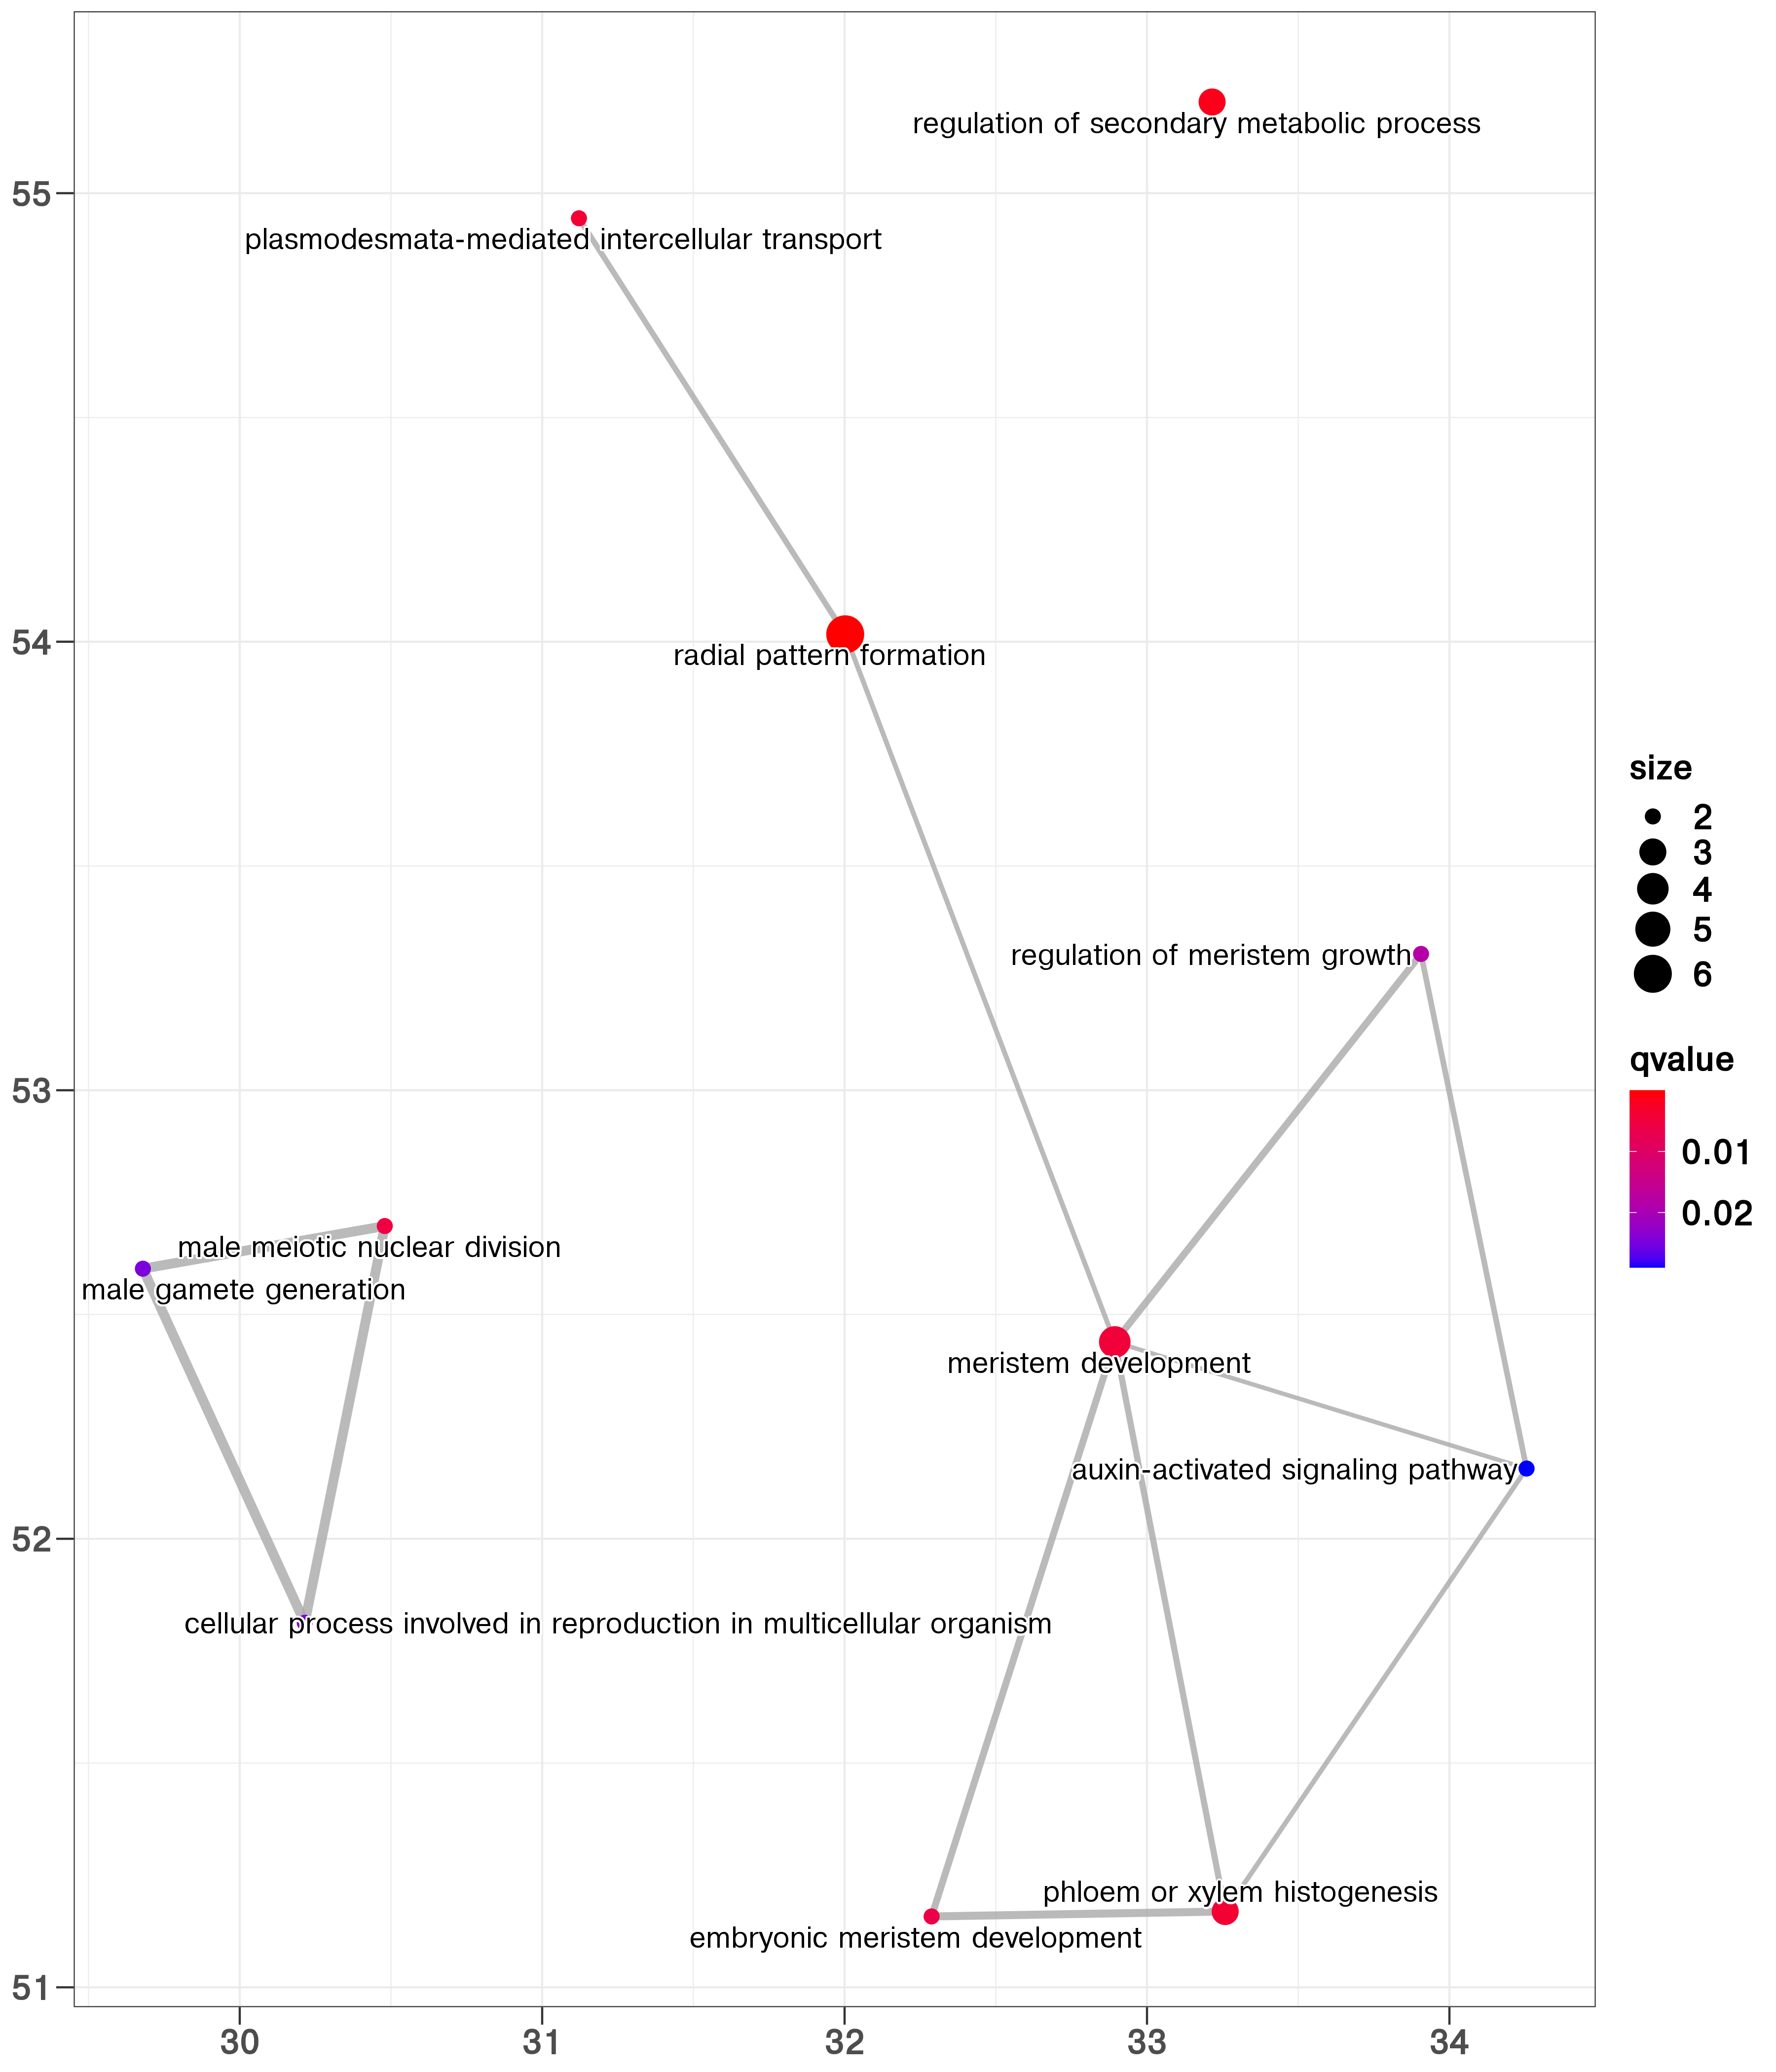 regulation of secondary metabolic process
55
plasmodesmata-mediated intercellular transport
54
radial pattern formation
size
2
3
4
5
6
regulation of meristem growth
qvalue
0.01
0.02
53
male meiotic nuclear division
male gamete generation
meristem development
auxin-activated signaling pathway
52
cellular process involved in reproduction in multicellular organism
phloem or xylem histogenesis
embryonic meristem development
51
30 31 32 33 34